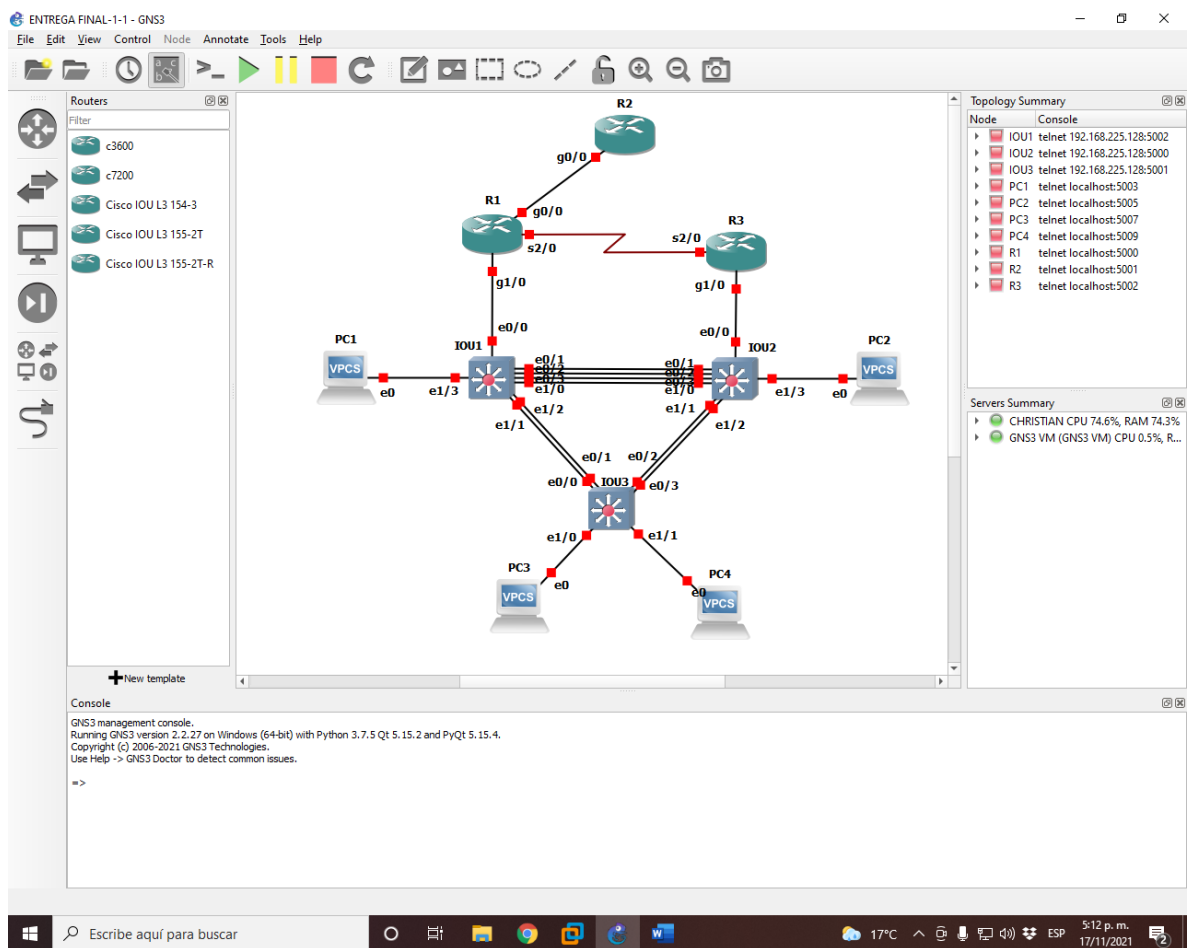 ENTREGA FINAL-1-1 - GNS3
File Edit View Control Node Annotate Tools Help
Routers
Filter
c3600
c7200
Cisco IOU L3 154-3
Cisco IOU L3 155-2T
Cisco IOU L3 155-2T-R
New template
R2
g0/0
R1
g0/0
s2/0
R3
s2/0
g1/0
g1/0
e0/0
e0/0
PC1
IOU1
IOU2
PC2
VPCS
e0/1
e0/1
VPCS
e0/2
e0/2
e0/3
e0/3
e0
e1/3
e1/0
e1/0
e1/3
e0
e1/2
e1/1
e1/1
e1/2
e0/1
e0/2
e0/0
IOU3
e0/3
e1/0
e1/1
PC3
PC4
e0
e0
VPCS
VPCS
Topology Summary
Node Console
IOU1 telnet 192.168.225.128:5002
IOU2 telnet 192.168.225.128:5000
IOU3 telnet 192.168.225.128:5001
PC1 telnet localhost:5003
PC2 telnet localhost:5005
PC3 telnet localhost:5007
PC4 telnet localhost:5009
R1 telnet localhost:5000
R2 telnet localhost:5001
R3 telnet localhost:5002
Servers Summary
CHRISTIAN CPU 74.6%, RAM 74.3%
GNS3 VM (GNS3 VM) CPU 0.5%, R...
Console
GNS3 management console.
Running GNS3 version 2.2.27 on Windows (64-bit) with Python 3.7.5 Qt 5.15.2 and PyQt 5.15.4.
Copyright (c) 2006-2021 GNS3 Technologies.
Use Help -> GNS3 Doctor to detect common issues.
=>
Escribe aquí para buscar
17°C
ESP
5:12 p. m.
17/11/2021
2